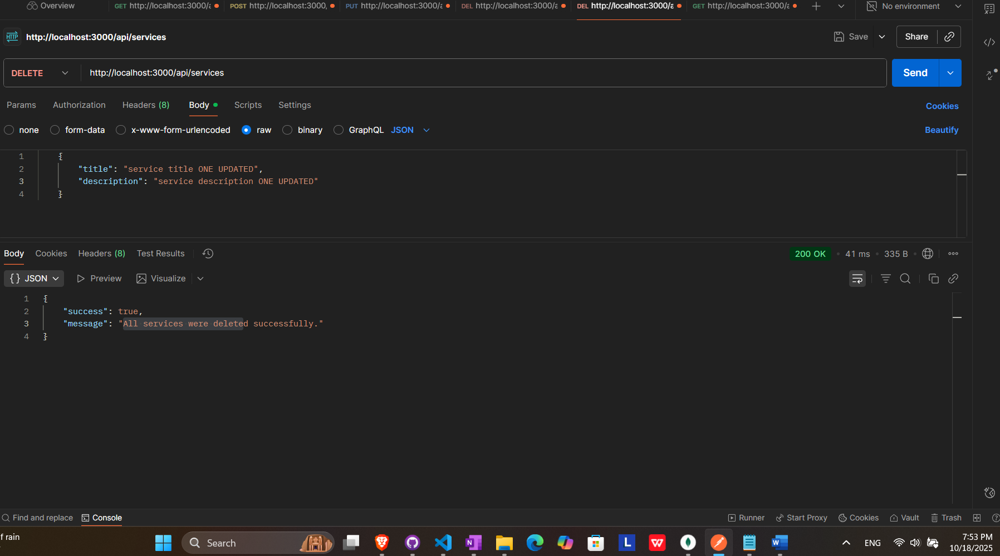 Overview GET http://localhost:3000/a POST http://localhost:3000, PUT http://localhost:3000/a DEL http://localhost:3000/a DEL http://localhost:3000/a GET http://localhost:3000/a No environment
HTTP http://localhost:3000/api/services Save Share
DELETE http://localhost:3000/api/services Send
Params Authorization Headers (8) Body Scripts Settings Cookies
none form-data x-www-form-urlencoded raw binary GraphQL JSON Beautify
1 {
2 "title": "service title ONE UPDATED",
3 "description": "service description ONE UPDATED"
4 }
Body Cookies Headers (8) Test Results 200 OK • 41 ms • 335 B •
{} JSON Preview Visualize
1 {
2 "success": true,
3 "message": "All services were deleted successfully."
4 }
Find and replace Console Runner Start Proxy Cookies Vault Trash
f rain Search N L W W ENG 7:53 PM
10/18/2025